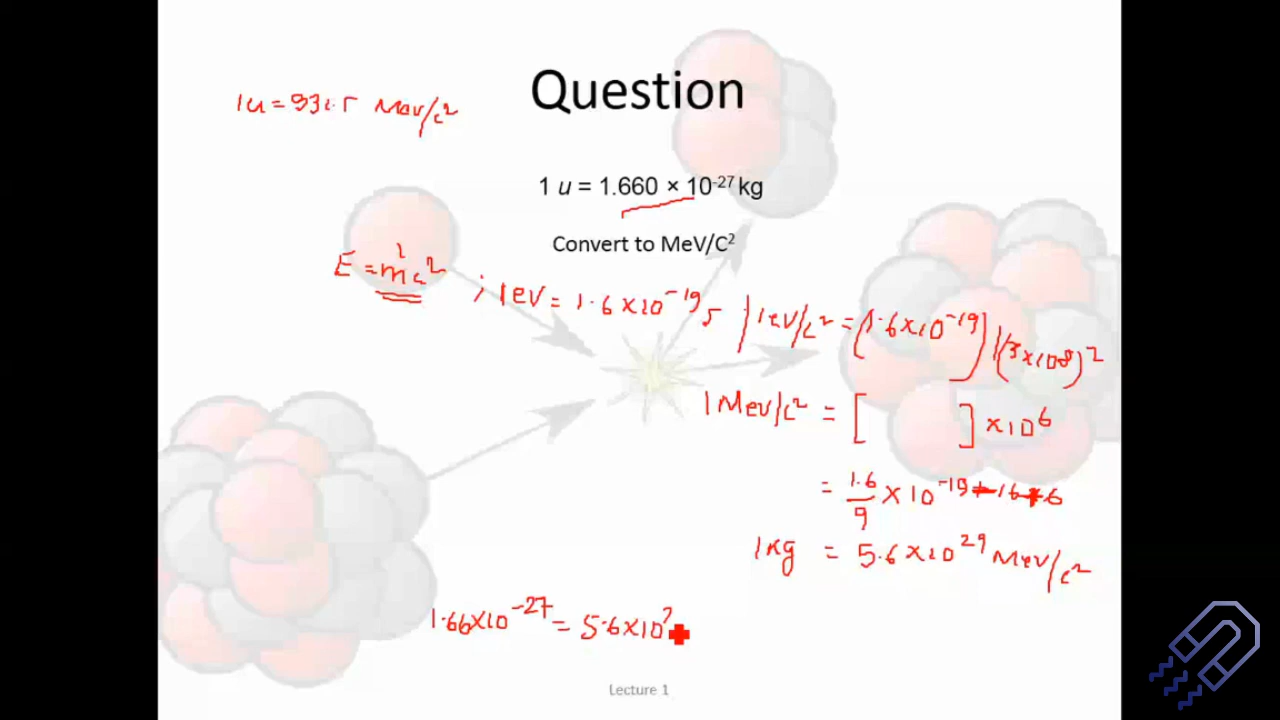 Question
1u = 931.5 Mev/c²
1 u = 1.660 × 10⁻²⁷ kg
Convert to MeV/C²
E = mc² ; 1ev = 1.6×10⁻¹⁹ J | 1ev/c² = [1.6×10⁻¹⁹]/(3×10⁸)²
1 Mev/c² = [ ] ×10⁶
= 1.6/9 × 10⁻¹⁹⁻¹⁶⁺⁶
1kg = 5.6×10²⁹ MeV/c²
1.66×10⁻²⁷ = 5.6×10²
Lecture 1